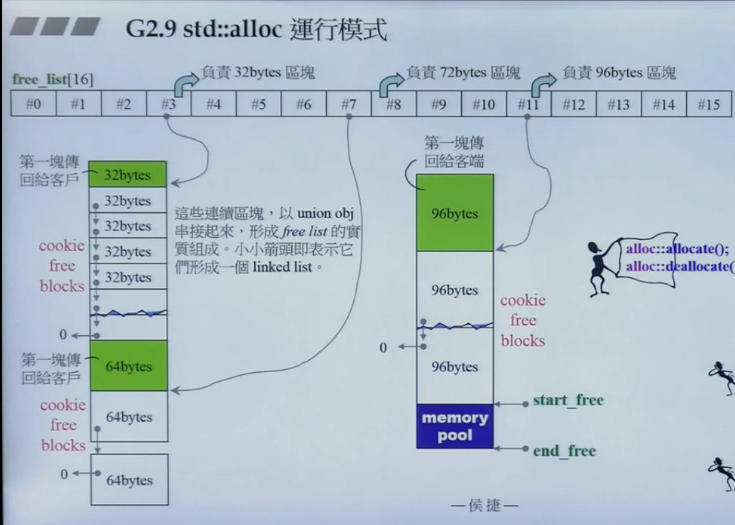 G2.9 std::alloc 運行模式
free_list[16]
負責 32bytes 區塊
負責 72bytes 區塊
負責 96bytes 區塊
#0 #1 #2 #3 #4 #5 #6 #7 #8 #9 #10 #11 #12 #13 #14 #15
第一塊傳
回給客戶
32bytes
32bytes
32bytes
32bytes
32bytes
cookie
free
blocks
0
這些連續區塊，以 union obj
串接起來，形成 free list 的實
質組成。小小箭頭即表示它
們形成一個 linked list。
第一塊傳
回給客戶
64bytes
cookie
free
blocks
64bytes
0
64bytes
第一塊傳
回給客端
96bytes
96bytes
cookie
free
blocks
0
96bytes
memory
pool
start_free
end_free
alloc::allocate();
alloc::deallocate(
—侯捷—